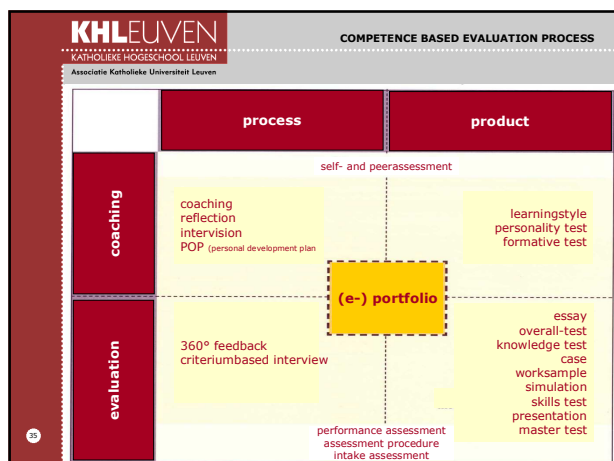 KHLEUVEN
KATHOLIEKE HOGESCHOOL LEUVEN
Associatie Katholieke Universiteit Leuven
COMPETENCE BASED EVALUATION PROCESS
process
product
self- and peerassessment
coaching
coaching
reflection
intervision
POP (personal development plan
learningstyle
personality test
formative test
(e-) portfolio
evaluation
360° feedback
criteriumbased interview
essay
overall-test
knowledge test
case
worksample
simulation
skills test
presentation
master test
performance assessment
assessment procedure
intake assessment
35